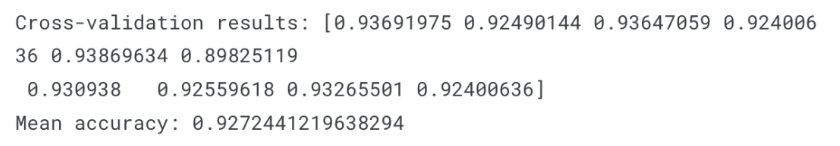 Cross-validation results: [0.93691975 0.92490144 0.93647059 0.924006
36 0.93869634 0.89825119
 0.930938   0.92559618 0.93265501 0.92400636]
Mean accuracy: 0.9272441219638294